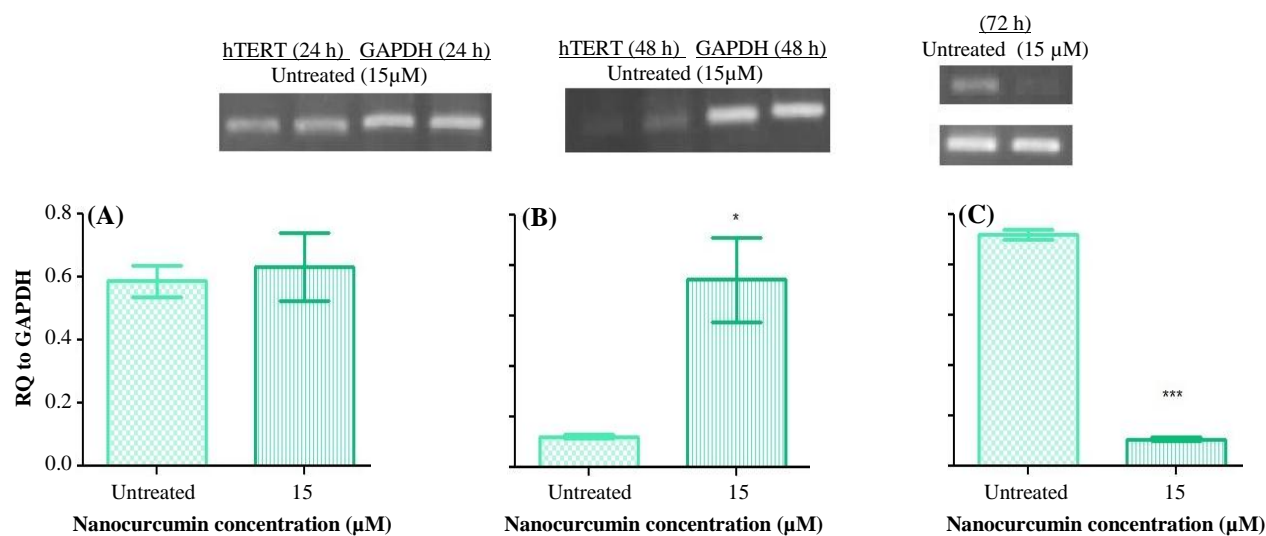 (72 h)
hTERT (24 h) GAPDH (24 h)
Untreated (15µM)
hTERT (48 h) GAPDH (48 h)
Untreated (15µM)
Untreated (15 µM)
(A)
(B)
(C)
*
***
RQ to GAPDH
0.8
0.6
0.4
0.2
0.0
Untreated 15
Nanocurcumin concentration (µM)
Untreated 15
Nanocurcumin concentration (µM)
Untreated 15
Nanocurcumin concentration (µM)